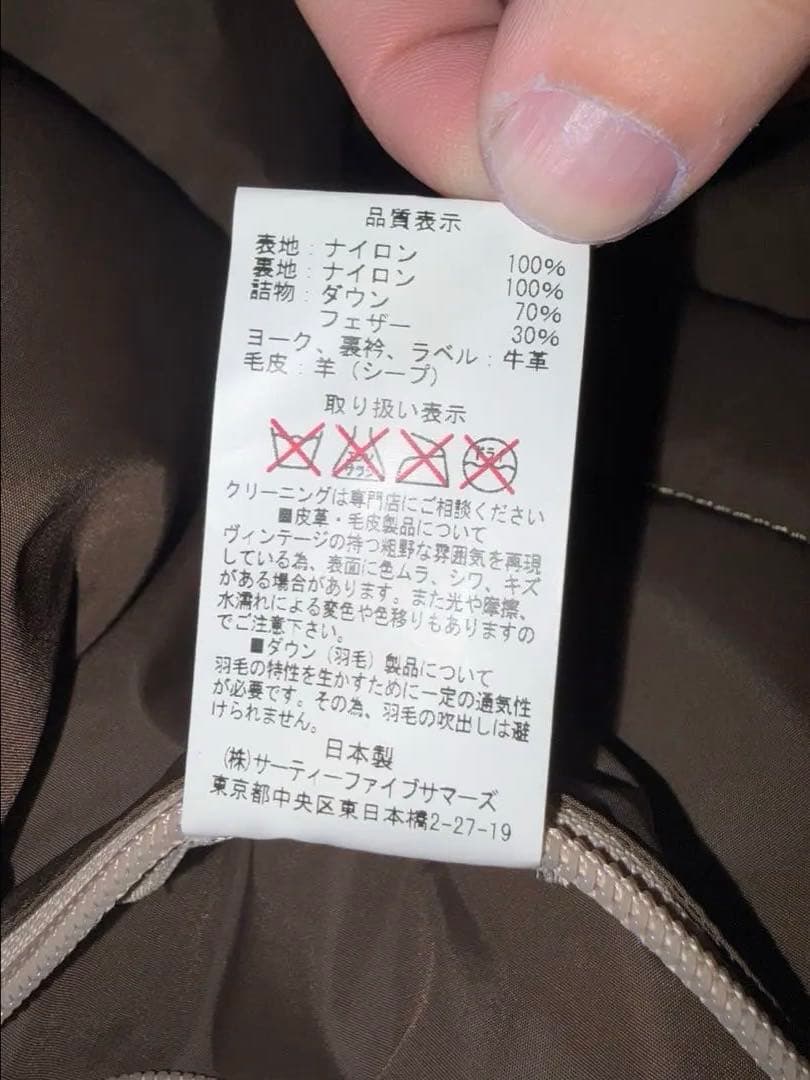 品質表示
表地:ナイロン 100%
裏地:ナイロン 100%
詰物:ダウン 70%
フェザー 30%
ヨーク、裏衿、ラベル:牛革
毛皮:羊(シープ)
取り扱い表示
エンソ サラシ ドライ
クリーニングは専門店にご相談ください
■皮革・毛皮製品について
ヴィンテージの持つ粗野な雰囲気を再現
している為、表面に色ムラ、シワ、キズ
がある場合があります。また光や摩擦、
水濡れによる変色や色移りもありますの
でご注意下さい。
■ダウン(羽毛)製品について
羽毛の特性を生かすために一定の通気性
が必要です。その為、羽毛の吹出しは避
けられません。
日本製
(株)サーティーファイブサマーズ
東京都中央区東日本橋2-27-19